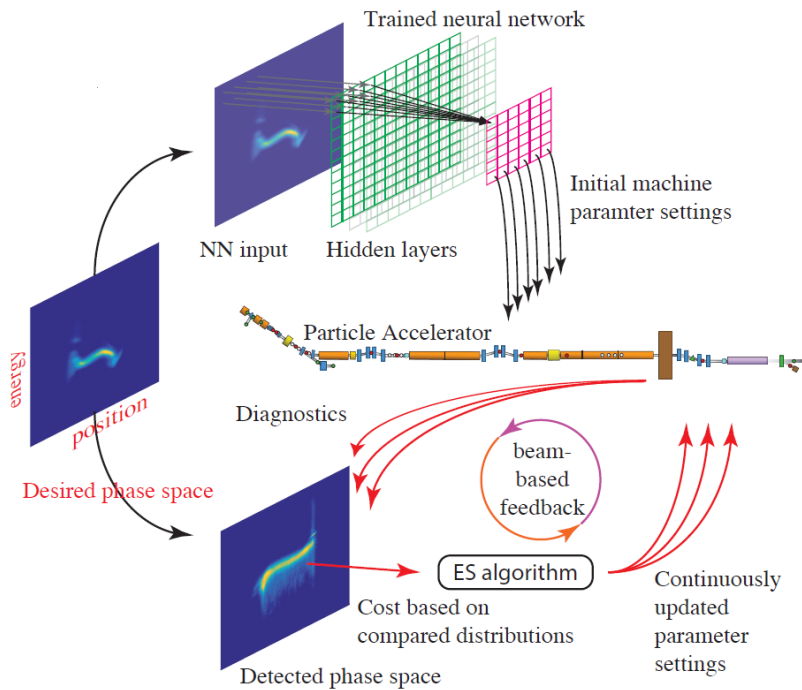 Trained neural network
NN input
Hidden layers
Initial machine
paramter settings
Particle Accelerator
energy
position
Desired phase space
Diagnostics
beam-
based
feedback
ES algorithm
Cost based on
compared distributions
Detected phase space
Continuously
updated
parameter
settings